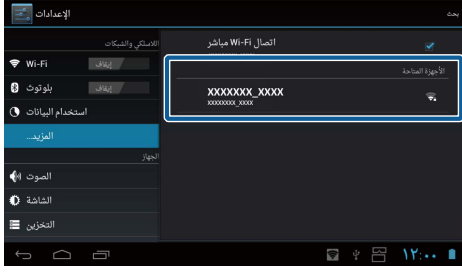 الإعدادات
بحث
اللاسلكي والشبكات
Wi-Fi
إيقاف
بلوتوث
إيقاف
استخدام البيانات
المزيد...
الجهاز
الصوت
الشاشة
التخزين
اتصال Wi-Fi مباشر
الأجهزة المتاحة
XXXXXXX_XXXX
XXXXXXXX_XXXX
١٢:٠٠